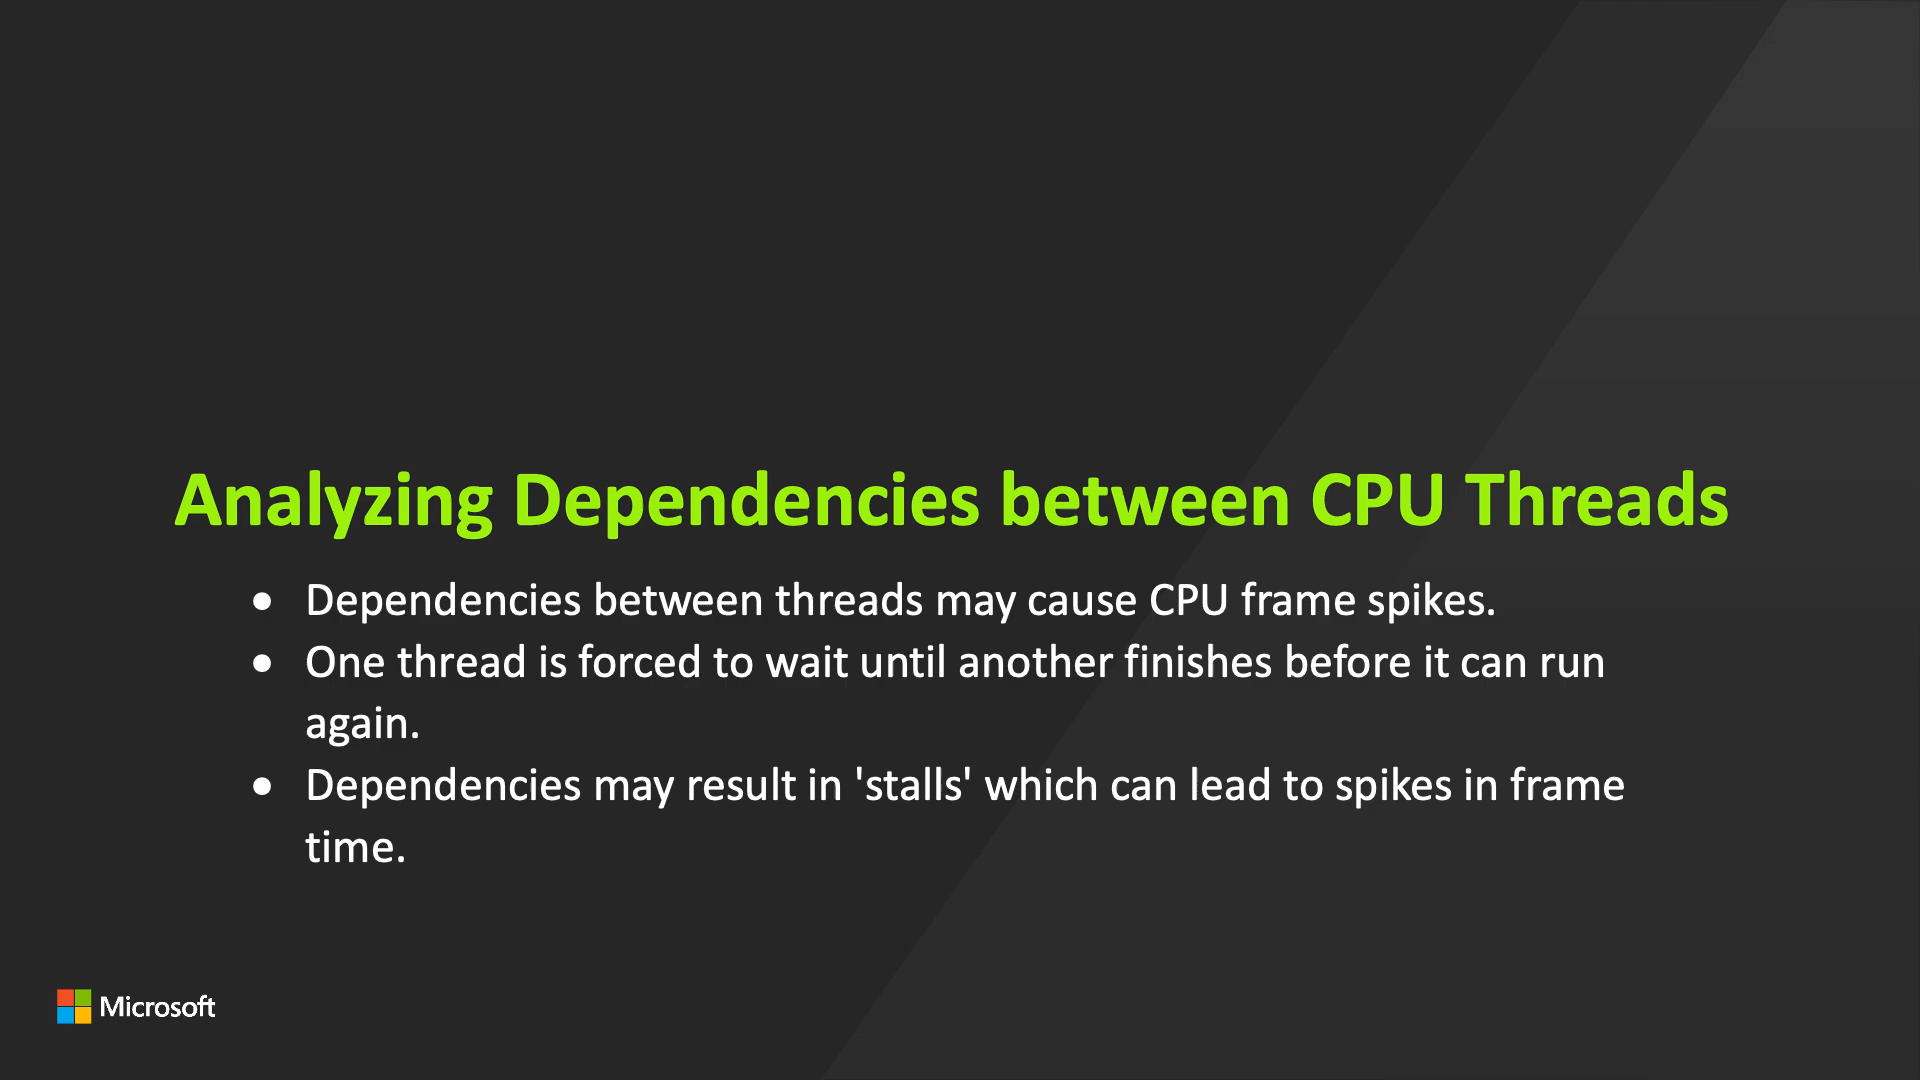 Analyzing Dependencies between CPU Threads
● Dependencies between threads may cause CPU frame spikes.
● One thread is forced to wait until another finishes before it can run
again.
● Dependencies may result in 'stalls' which can lead to spikes in frame
time.
Microsoft